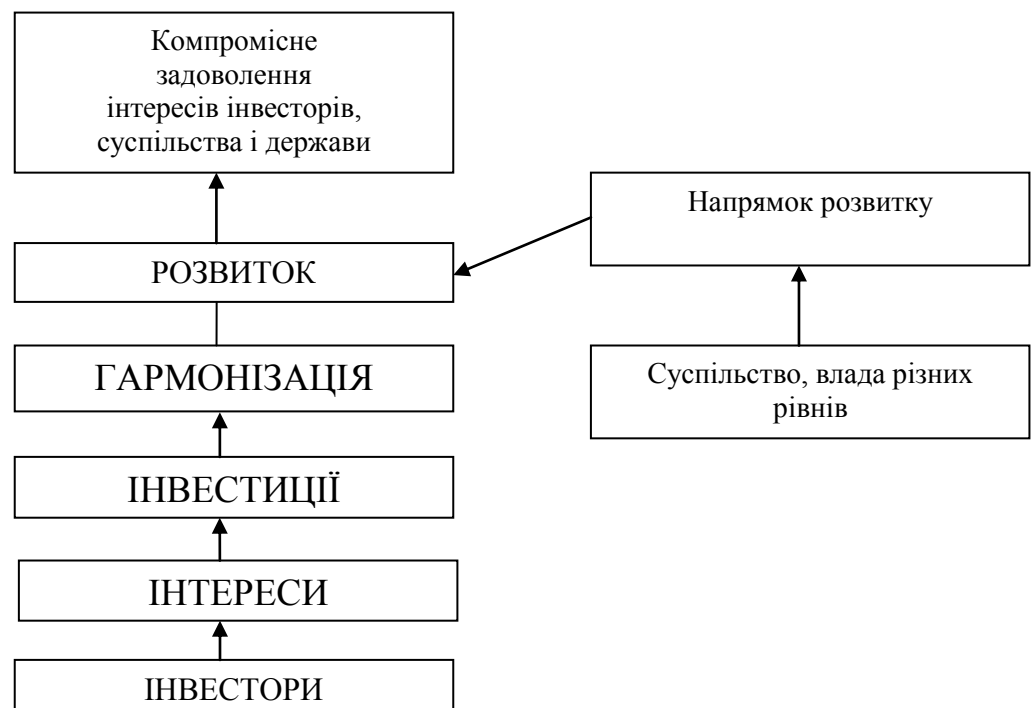 Компромісне
задоволення
інтересів інвесторів,
суспільства і держави
Напрямок розвитку
РОЗВИТОК
ГАРМОНІЗАЦІЯ
Суспільство, влада різних
рівнів
ІНВЕСТИЦІЇ
ІНТЕРЕСИ
ІНВЕСТОРИ